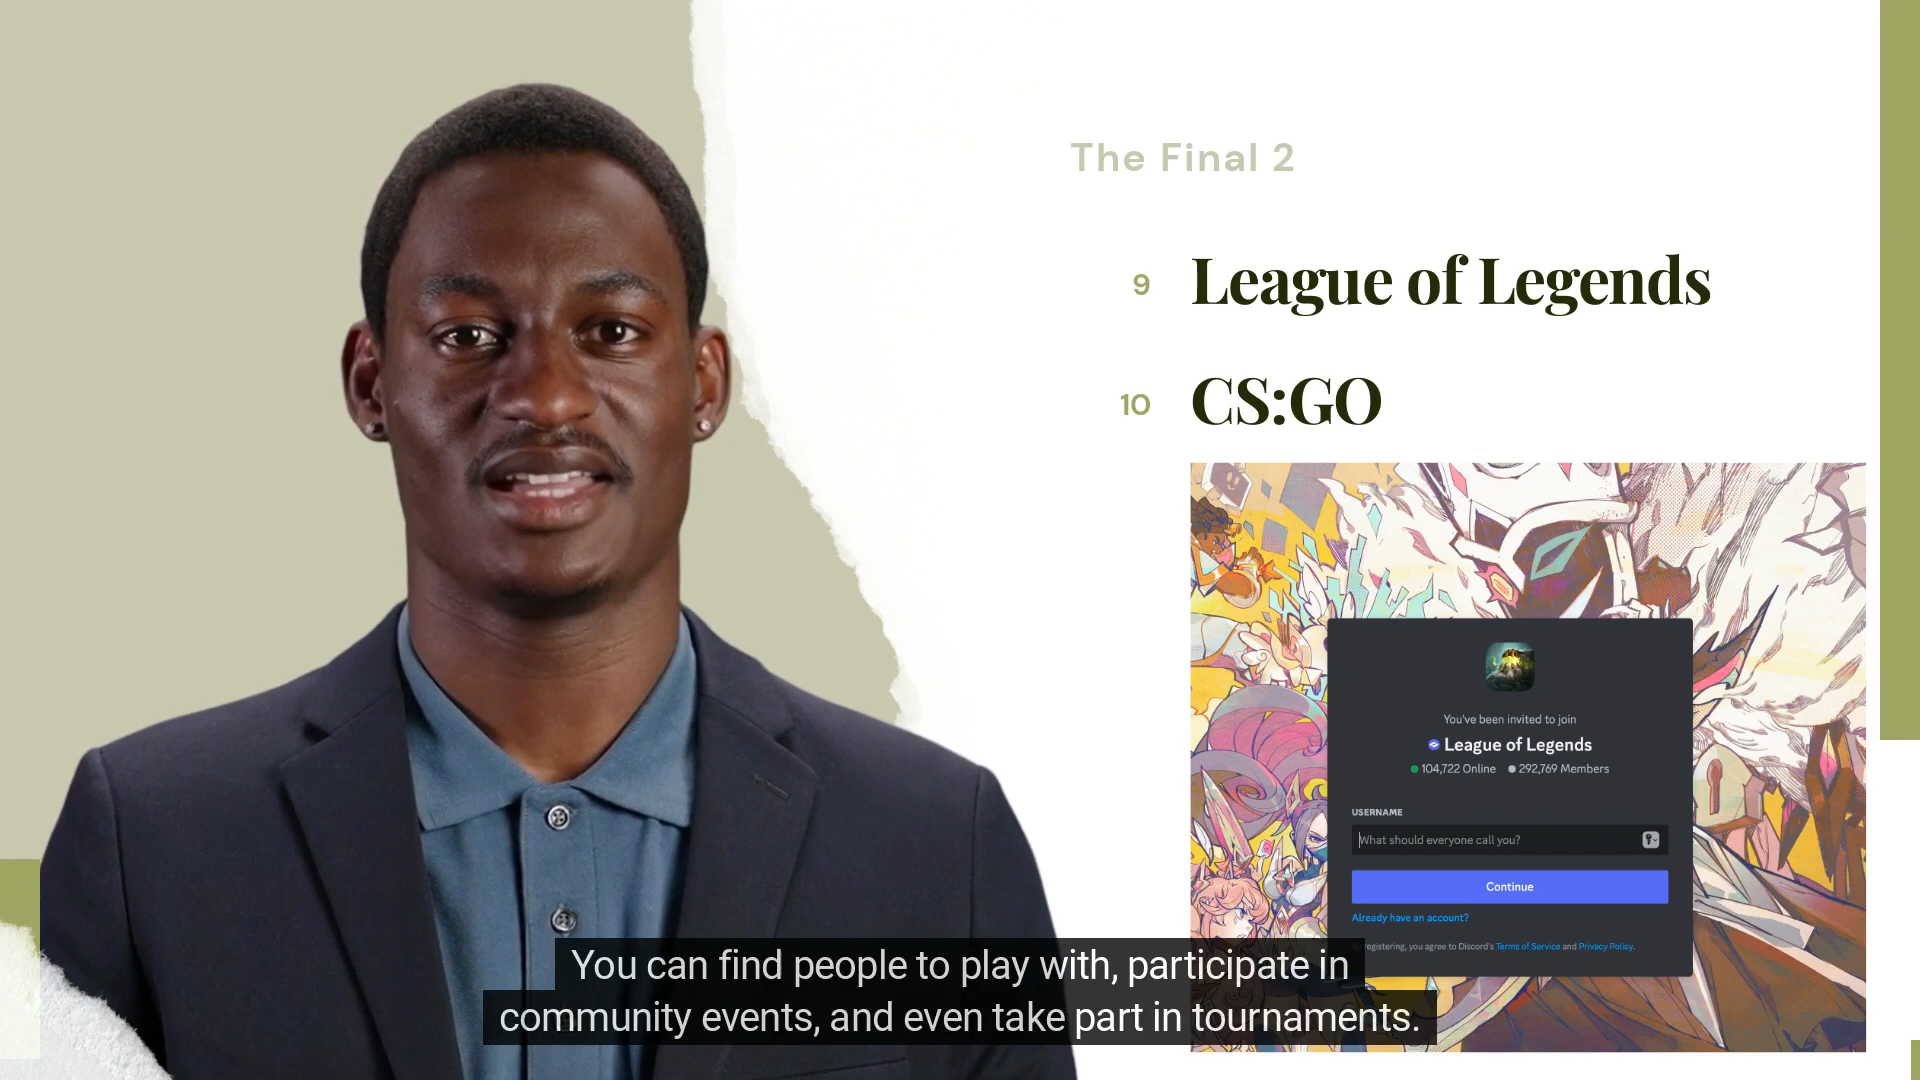 The Final 2
9 League of Legends
10 CS:GO
You've been invited to join
League of Legends
104,722 Online 292,769 Members
USERNAME
What should everyone call you?
Continue
Already have an account?
registering, you agree to Discord's Terms of Service and Privacy Policy.
You can find people to play with, participate in
community events, and even take part in tournaments.